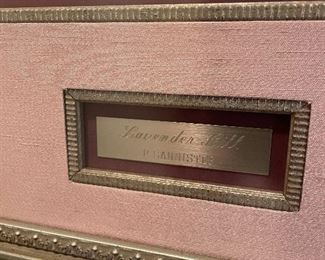 Lavender Hill
P. BANNISTER